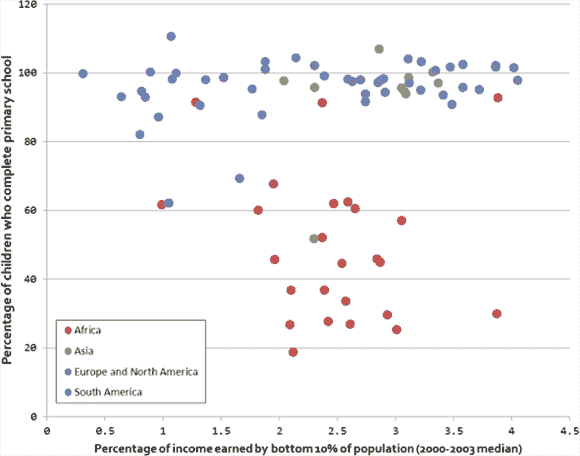 Percentage of children who complete primary school
120
100
80
60
40
20
0
Africa
Asia
Europe and North America
South America
0 0.5 1 1.5 2 2.5 3 3.5 4 4.5
Percentage of income earned by bottom 10% of population (2000-2003 median)